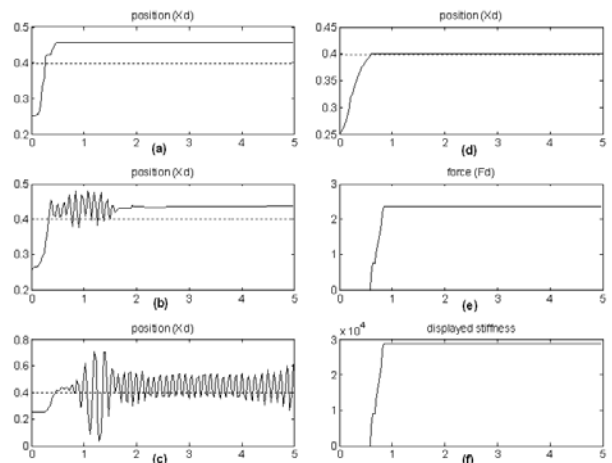 position (Xd)
0.5
0.4
0.3
0.2
0 1 2 3 4 5
(a)
position (Xd)
0.5
0.4
0.3
0.2
0 1 2 3 4 5
(b)
position (Xd)
0.8
0.6
0.4
0.2
0
0 1 2 3 4 5
(c)
position (Xd)
0.45
0.4
0.35
0.3
0.25
0 1 2 3 4 5
(d)
force (Fd)
3
2
1
0
0 1 2 3 4 5
(e)
displayed stiffness
x 10^4
3
2
1
0
0 1 2 3 4 5
(f)